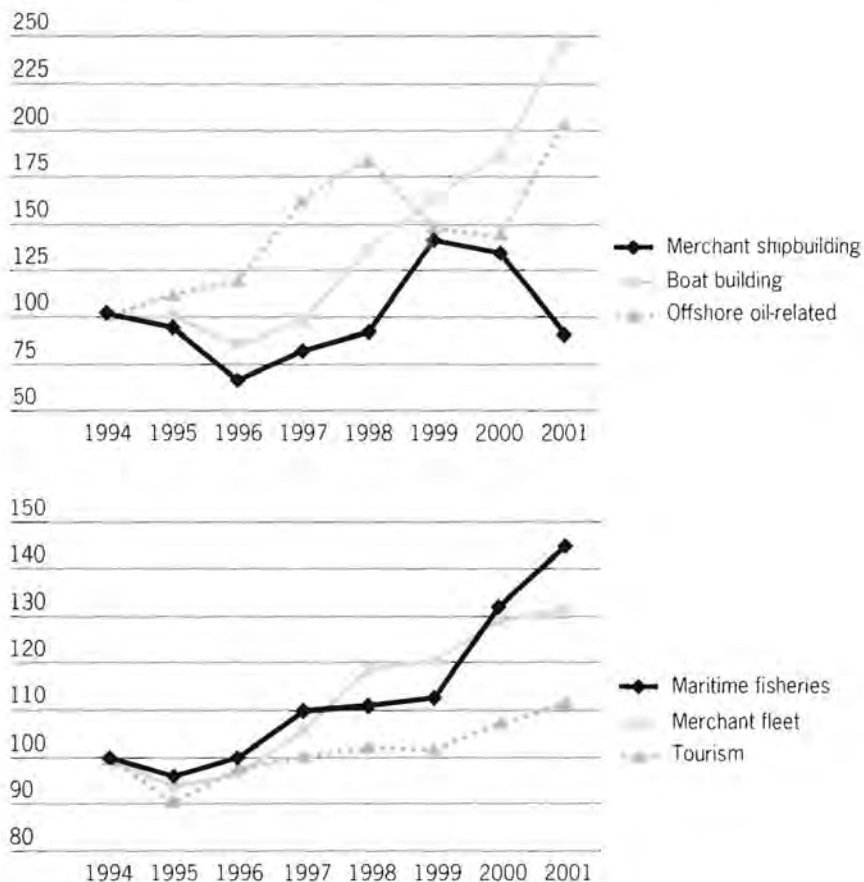 250
225
200
175
150
125
100
75
50
1994 1995 1996 1997 1998 1999 2000 2001
Merchant shipbuilding
Boat building
Offshore oil-related
150
140
130
120
110
100
90
80
1994 1995 1996 1997 1998 1999 2000 2001
Maritime fisheries
Merchant fleet
Tourism